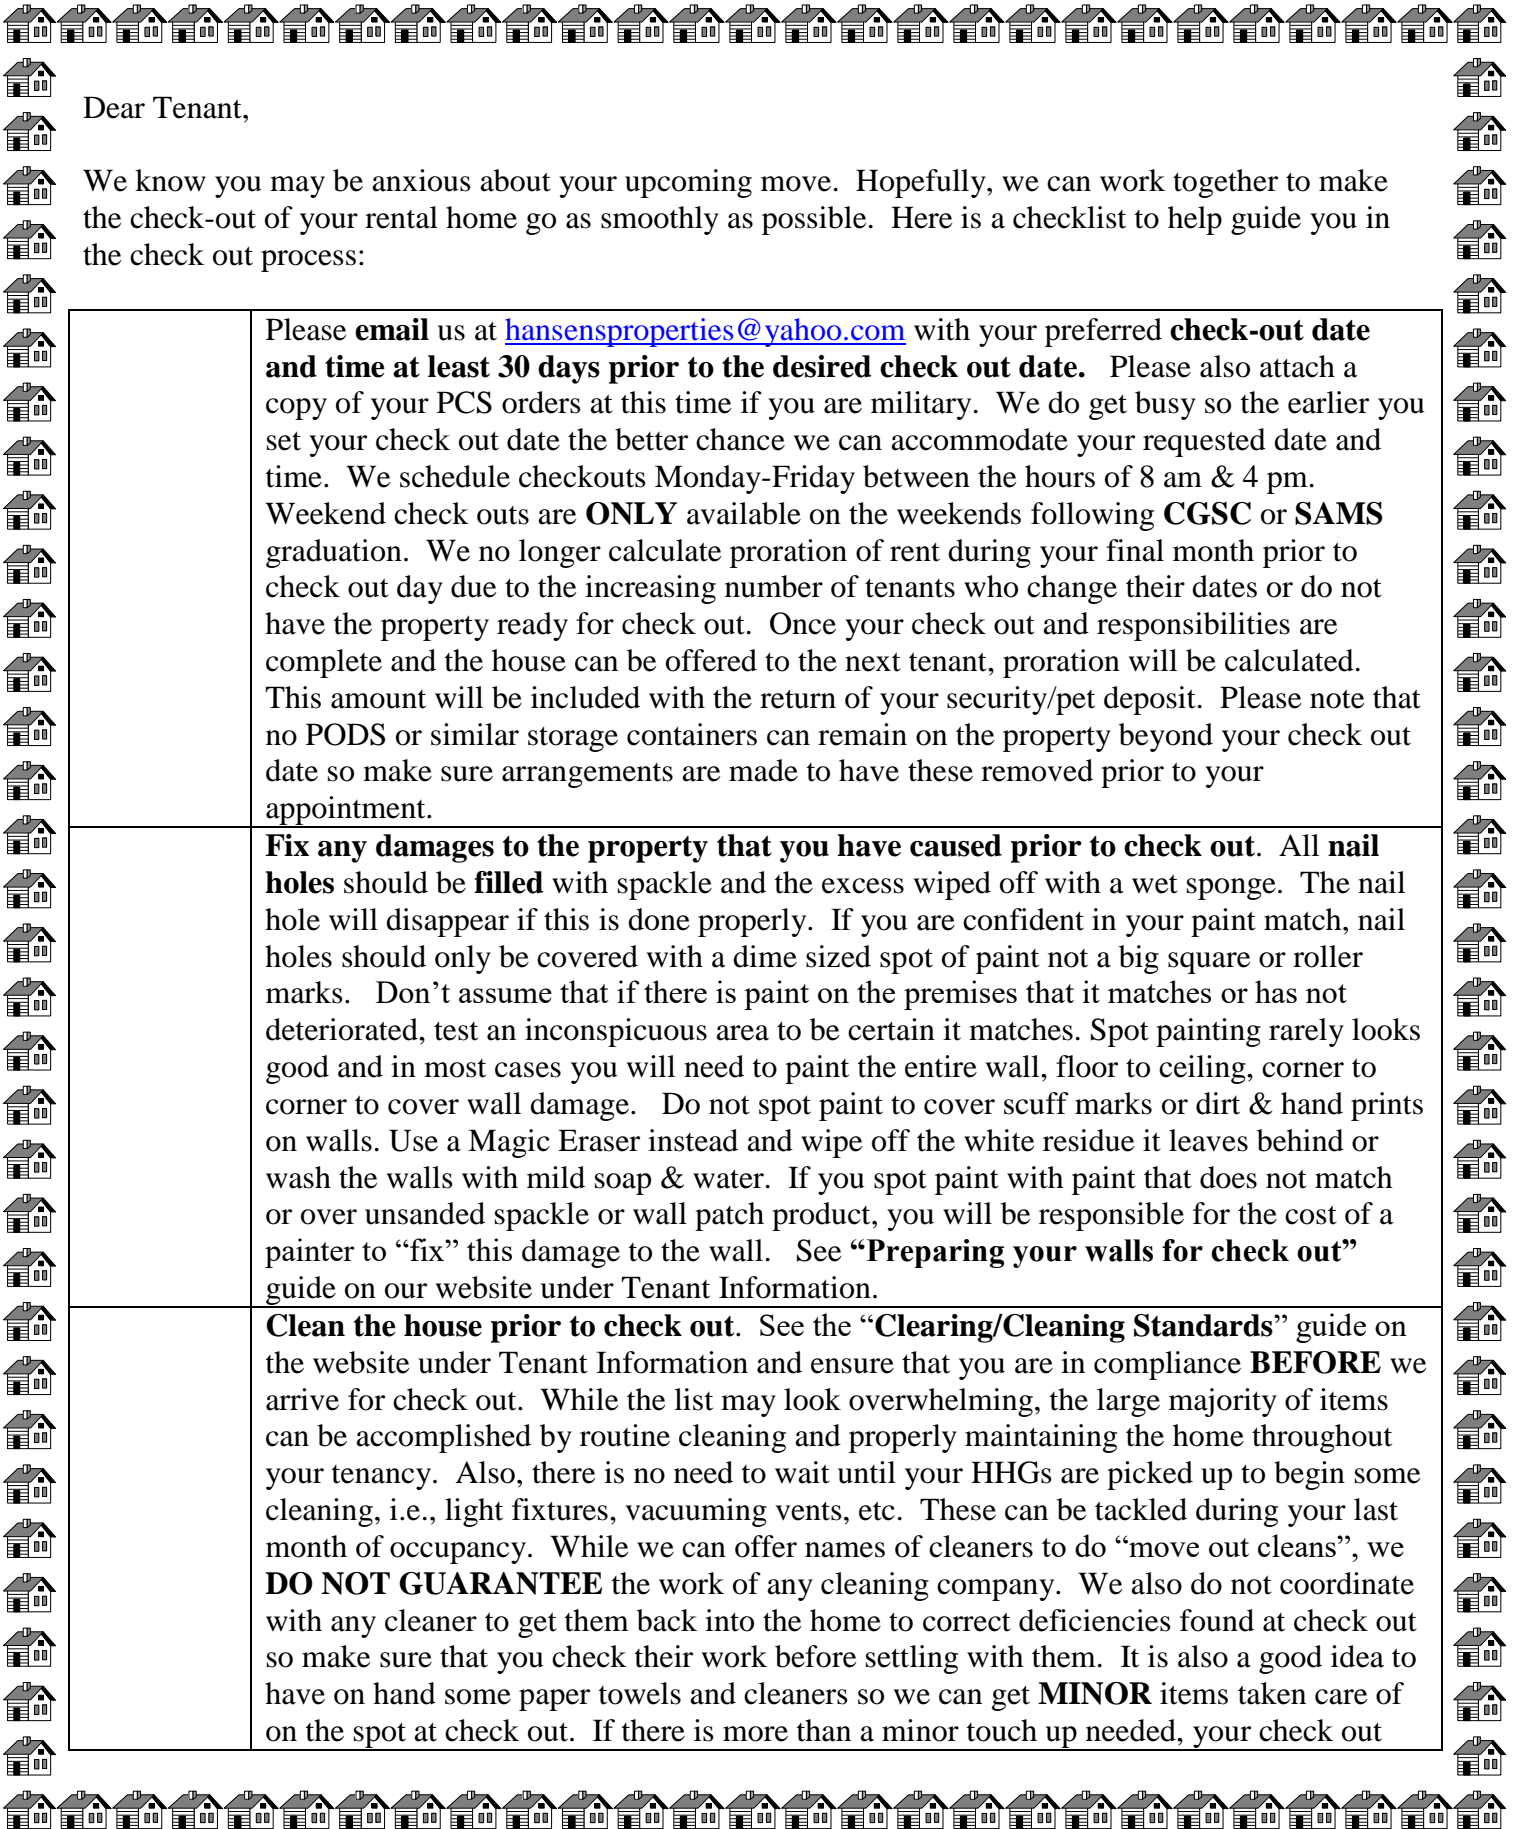 Dear Tenant,
We know you may be anxious about your upcoming move.  Hopefully, we can work together to make
the check-out of your rental home go as smoothly as possible.  Here is a checklist to help guide you in
the check out process:
Please email us at hansensproperties@yahoo.com with your preferred check-out date
and time at least 30 days prior to the desired check out date.   Please also attach a
copy of your PCS orders at this time if you are military.  We do get busy so the earlier you
set your check out date the better chance we can accommodate your requested date and
time.  We schedule checkouts Monday-Friday between the hours of 8 am & 4 pm.
Weekend check outs are ONLY available on the weekends following CGSC or SAMS
graduation.  We no longer calculate proration of rent during your final month prior to
check out day due to the increasing number of tenants who change their dates or do not
have the property ready for check out.  Once your check out and responsibilities are
complete and the house can be offered to the next tenant, proration will be calculated.
This amount will be included with the return of your security/pet deposit.  Please note that
no PODS or similar storage containers can remain on the property beyond your check out
date so make sure arrangements are made to have these removed prior to your
appointment.
Fix any damages to the property that you have caused prior to check out.  All nail
holes should be filled with spackle and the excess wiped off with a wet sponge.  The nail
hole will disappear if this is done properly.  If you are confident in your paint match, nail
holes should only be covered with a dime sized spot of paint not a big square or roller
marks.   Don’t assume that if there is paint on the premises that it matches or has not
deteriorated, test an inconspicuous area to be certain it matches. Spot painting rarely looks
good and in most cases you will need to paint the entire wall, floor to ceiling, corner to
corner to cover wall damage.   Do not spot paint to cover scuff marks or dirt & hand prints
on walls. Use a Magic Eraser instead and wipe off the white residue it leaves behind or
wash the walls with mild soap & water.  If you spot paint with paint that does not match
or over unsanded spackle or wall patch product, you will be responsible for the cost of a
painter to “fix” this damage to the wall.   See “Preparing your walls for check out”
guide on our website under Tenant Information.
Clean the house prior to check out.  See the “Clearing/Cleaning Standards” guide on
the website under Tenant Information and ensure that you are in compliance BEFORE we
arrive for check out.  While the list may look overwhelming, the large majority of items
can be accomplished by routine cleaning and properly maintaining the home throughout
your tenancy.  Also, there is no need to wait until your HHGs are picked up to begin some
cleaning, i.e., light fixtures, vacuuming vents, etc.  These can be tackled during your last
month of occupancy.  While we can offer names of cleaners to do “move out cleans”, we
DO NOT GUARANTEE the work of any cleaning company.  We also do not coordinate
with any cleaner to get them back into the home to correct deficiencies found at check out
so make sure that you check their work before settling with them.  It is also a good idea to
have on hand some paper towels and cleaners so we can get MINOR items taken care of
on the spot at check out.  If there is more than a minor touch up needed, your check out